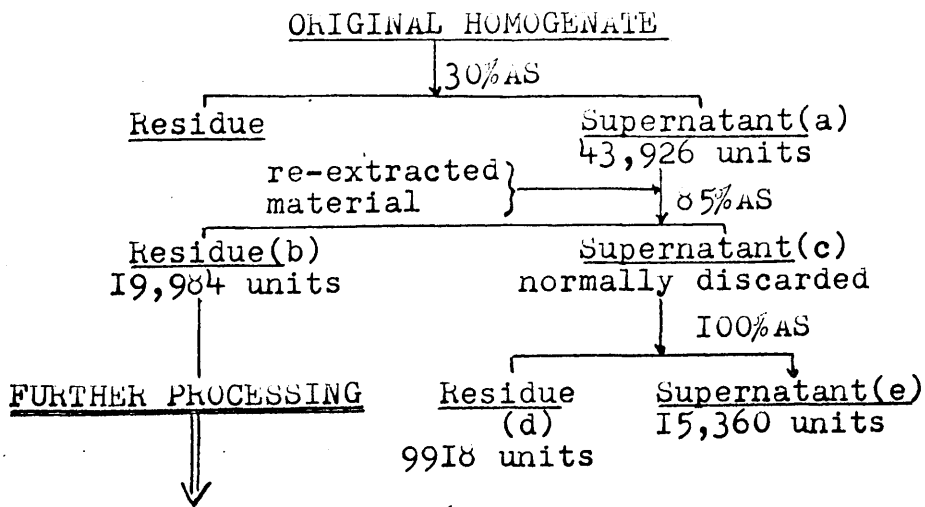 ORIGINAL HOMOGENATE
30% AS
Residue
Supernatant(a)
43,926 units
re-extracted
material
85% AS
Residue(b)
19,984 units
Supernatant(c)
normally discarded
100% AS
FURTHER PROCESSING
Residue
(d)
9918 units
Supernatant(e)
15,360 units